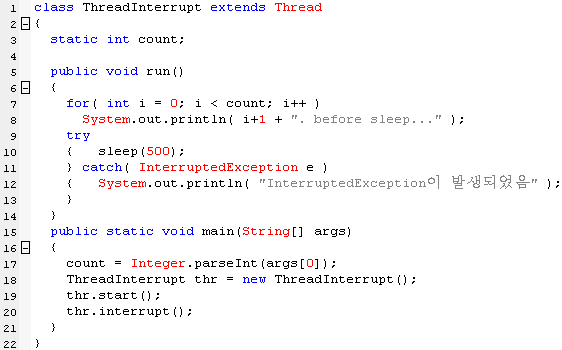 1 class ThreadInterrupt extends Thread
2 {
3 static int count;
4
5 public void run()
6 {
7 for( int i = 0; i < count; i++ )
8 System.out.println( i+1 + ". before sleep..." );
9 try
10 { sleep(500);
11 } catch( InterruptedException e )
12 { System.out.println( "InterruptedException이 발생되었음" );
13 }
14 }
15 public static void main(String[] args)
16 {
17 count = Integer.parseInt(args[0]);
18 ThreadInterrupt thr = new ThreadInterrupt();
19 thr.start();
20 thr.interrupt();
21 }
22 }